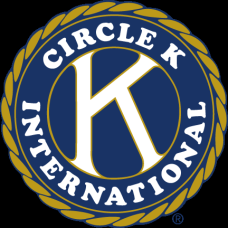 CIRCLE K
K
INTERNATIONAL
®